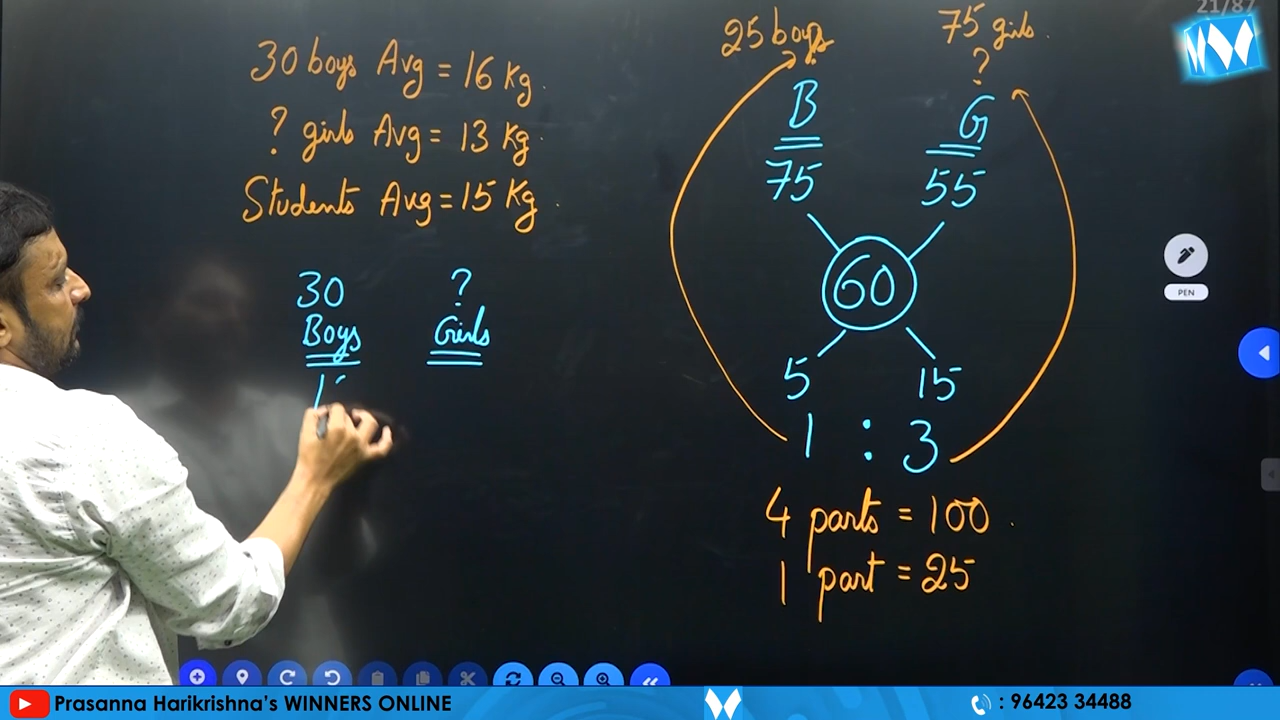 21/87
30 boys Avg = 16 Kg.
? girls Avg = 13 Kg.
Students Avg = 15 Kg.
30 ?
Boys Girls
25 boys 75 girls.
? ?
B G
75 55
60
5 15
1 : 3
4 parts = 100
1 part = 25
PEN
Prasanna Harikrishna's WINNERS ONLINE
: 96423 34488